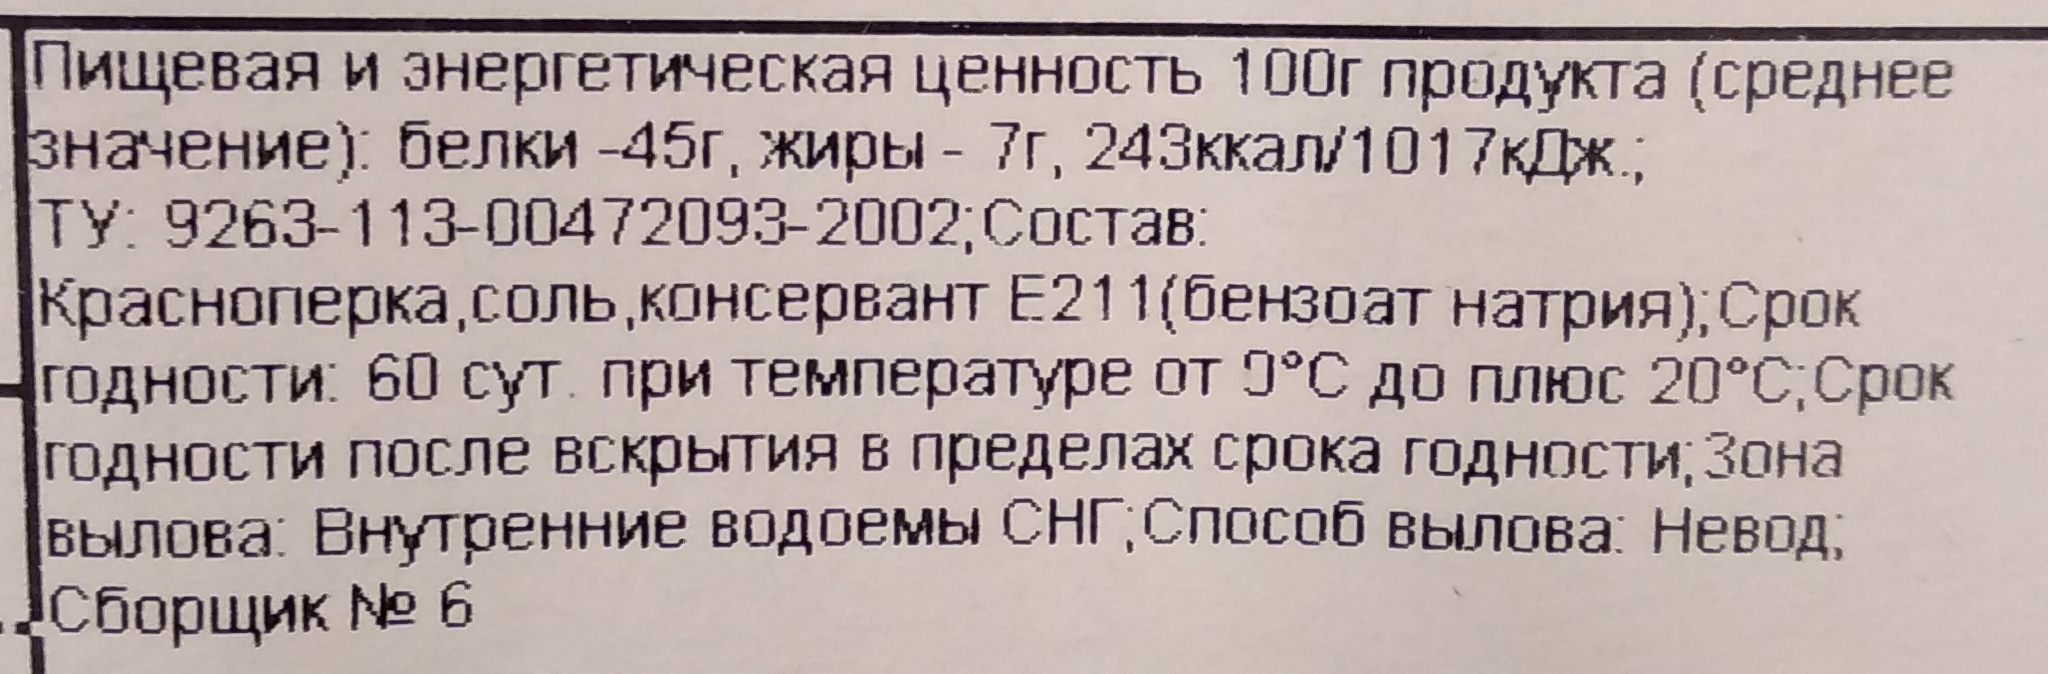 Пищевая и энергетическая ценность 100г продукта (среднее
значение): белки -45г, жиры - 7г, 243ккал/1017кДж.;
ТУ: 9263-113-00472093-2002;Состав:
Красноперка,соль,консервант Е211(бензоат натрия);Срок
годности: 60 сут. при температуре от 0°С до плюс 20°С;Срок
годности после вскрытия в пределах срока годности;Зона
вылова: Внутренние водоемы СНГ;Способ вылова: Невод;
Сборщик № 6